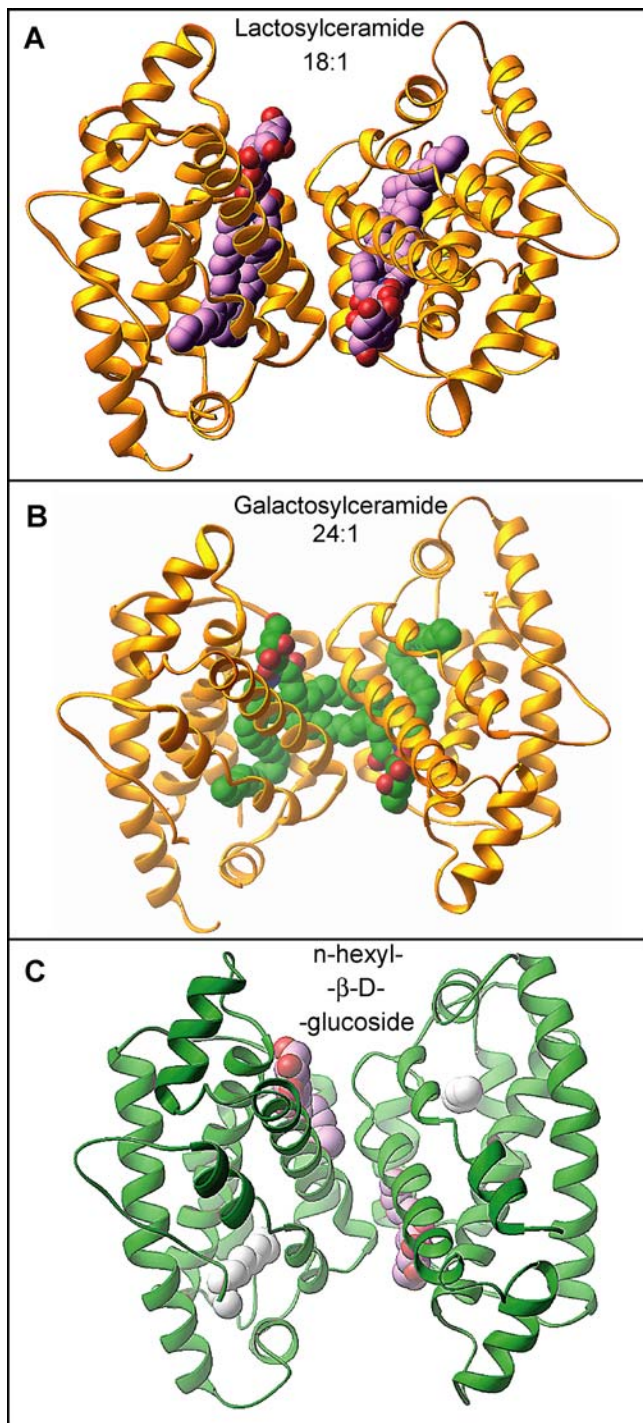 A
Lactosylceramide
18:1
B
Galactosylceramide
24:1
C
n-hexyl-
-β-D-
-glucoside